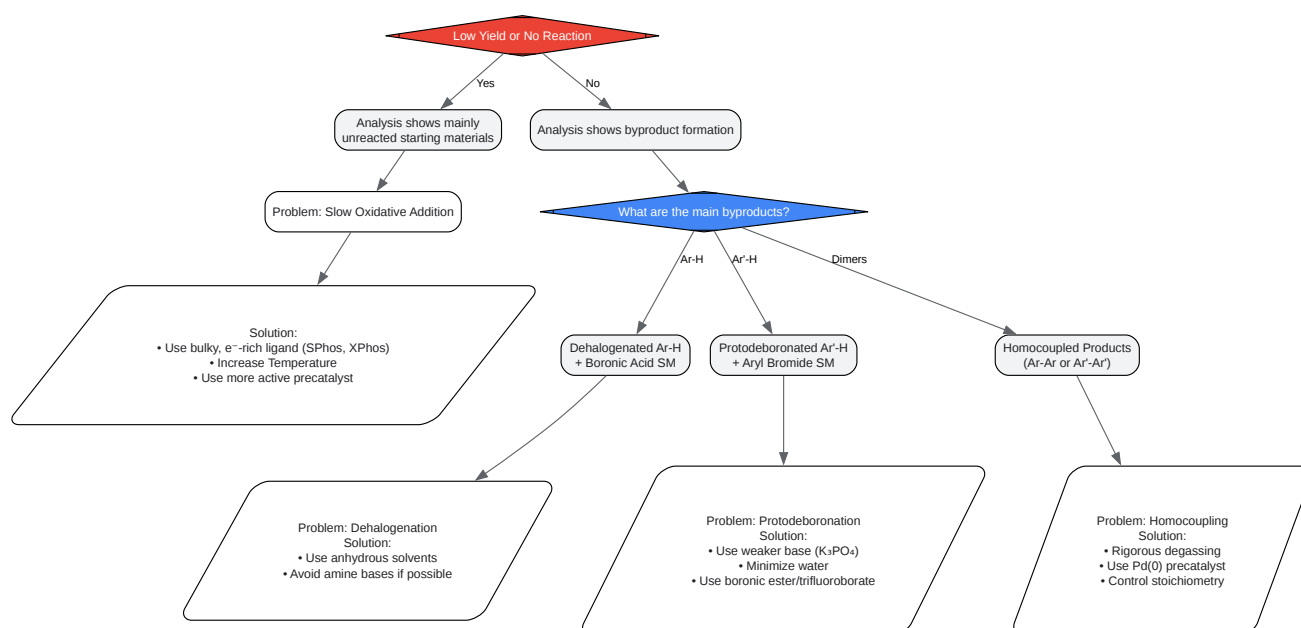 Low Yield or No Reaction
Yes
No
Analysis shows mainly
unreacted starting materials
Analysis shows byproduct formation
Problem: Slow Oxidative Addition
What are the main byproducts?
Ar-H
Ar'-H
Dimers
Solution:
• Use bulky, e⁻-rich ligand (SPhos, XPhos)
• Increase Temperature
• Use more active precatalyst
Dehalogenated Ar-H
+ Boronic Acid SM
Protodeboronated Ar'-H
+ Aryl Bromide SM
Homocoupled Products
(Ar-Ar or Ar'-Ar')
Problem: Dehalogenation
Solution:
• Use anhydrous solvents
• Avoid amine bases if possible
Problem: Protodeboronation
Solution:
• Use weaker base (K₃PO₄)
• Minimize water
• Use boronic ester/trifluoroborate
Problem: Homocoupling
Solution:
• Rigorous degassing
• Use Pd(0) precatalyst
• Control stoichiometry